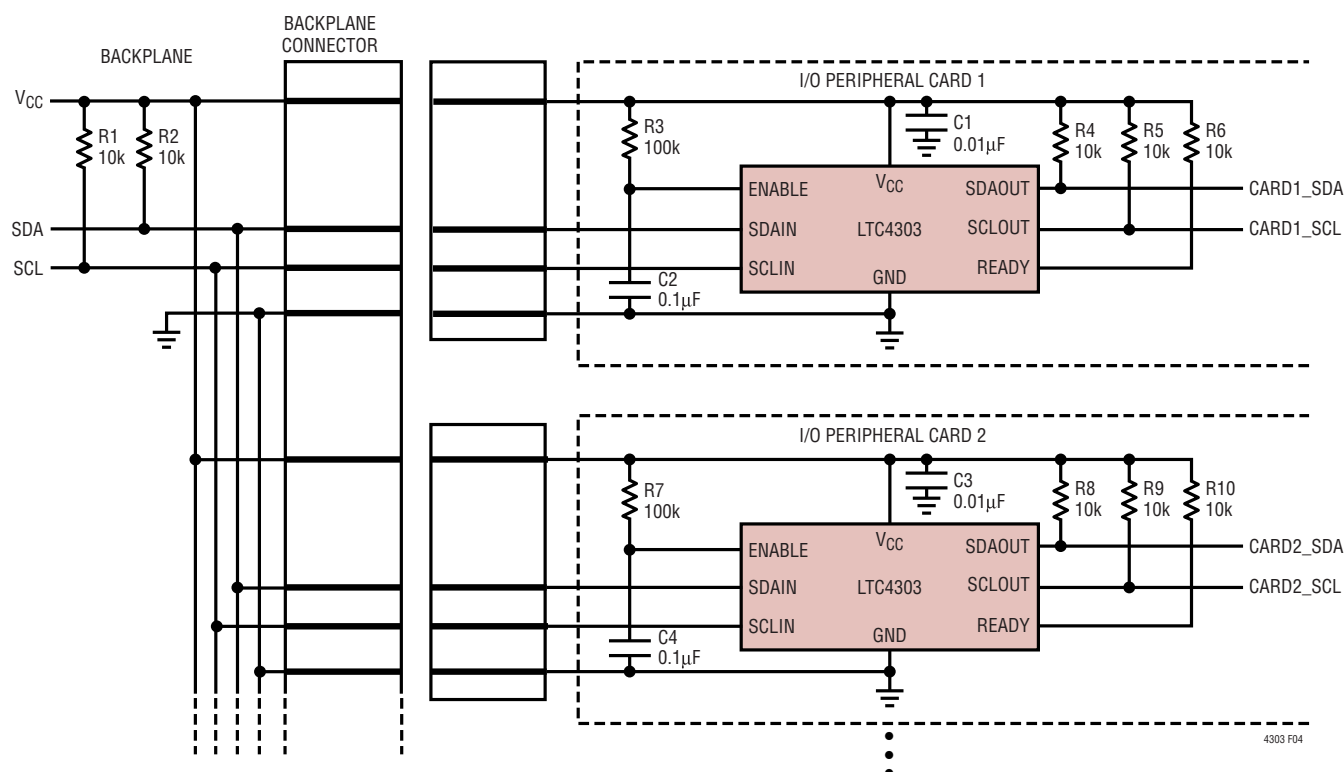 BACKPLANE
CONNECTOR
BACKPLANE
VCC
R1
10k
R2
10k
SDA
SCL
I/O PERIPHERAL CARD 1
R3
100k
C1
0.01μF
R4
10k
R5
10k
R6
10k
ENABLE
VCC
SDAOUT
CARD1_SDA
SDAIN
LTC4303
SCLOUT
CARD1_SCL
SCLIN
GND
READY
C2
0.1μF
I/O PERIPHERAL CARD 2
R7
100k
C3
0.01μF
R8
10k
R9
10k
R10
10k
ENABLE
VCC
SDAOUT
CARD2_SDA
SDAIN
LTC4303
SCLOUT
CARD2_SCL
SCLIN
GND
READY
C4
0.1μF
4303 F04